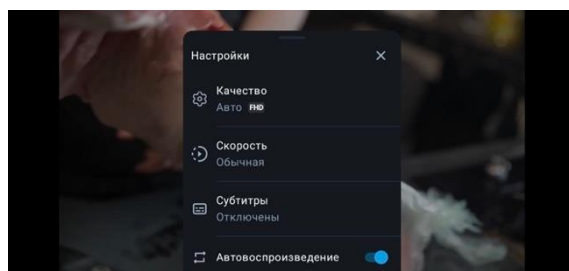 Настройки
Качество
Авто FHD
Скорость
Обычная
Субтитры
Отключены
Автовоспроизведение